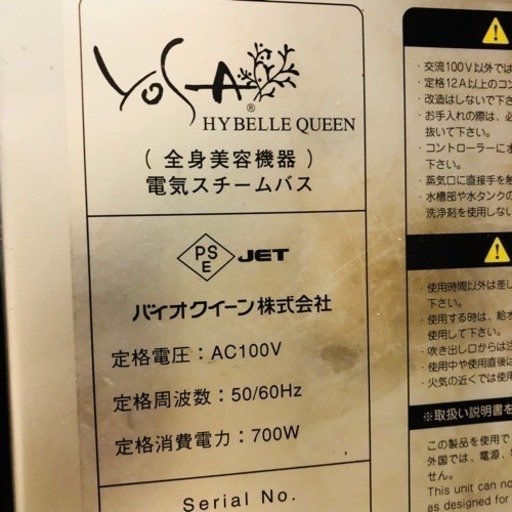 YOSA®
HYBELLE QUEEN
(全身美容機器)
電気スチームバス
PS
E
JET
バイオクイーン株式会社
定格電圧：AC100V
定格周波数：50/60Hz
定格消費電力：700W
Serial No.
・交流100V以外では
・定格12A以上のコン
・改造はしないで下さ
・お手入れの際は、必
抜いて下さい。
・コントローラーに水
下さい。
・蒸気口に直接手を触
・水槽部や水タンクの
洗浄剤を使用しない
・使用時間以外は差し
下さい。
・使用する時は、給水
使用して下さい。
・吹き出し口からは注
・使用中や使用直後は
・火気の近くでは使用
※取扱い説明書を
この製品を使用で
外国では、電源、
せん。
This unit can no
as designed for